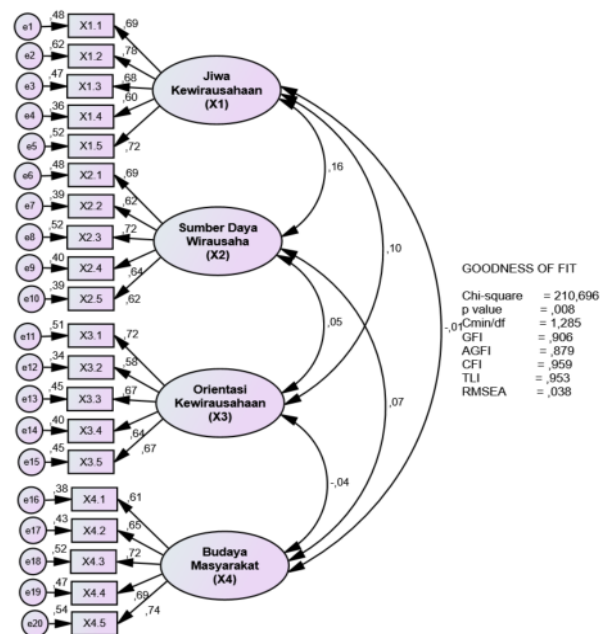 e1 ,48 X1.1 ,69
e2 ,62 X1.2 ,78
e3 ,47 X1.3 ,68
e4 ,36 X1.4 ,60
e5 ,52 X1.5 ,72
Jiwa
Kewirausahaan
(X1)
e6 ,48 X2.1 ,69
e7 ,39 X2.2 ,62
e8 ,52 X2.3 ,72
e9 ,40 X2.4 ,64
e10 ,39 X2.5 ,62
Sumber Daya
Wirausaha
(X2)
e11 ,51 X3.1 ,72
e12 ,34 X3.2 ,58
e13 ,45 X3.3 ,67
e14 ,40 X3.4 ,64
e15 ,45 X3.5 ,67
Orientasi
Kewirausahaan
(X3)
e16 ,38 X4.1 ,61
e17 ,43 X4.2 ,65
e18 ,52 X4.3 ,72
e19 ,47 X4.4 ,69
e20 ,54 X4.5 ,74
Budaya
Masyarakat
(X4)
,16
,10
-,01
,05
,07
-,04
GOODNESS OF FIT
Chi-square = 210,696
p value = ,008
Cmin/df = 1,285
GFI = ,906
AGFI = ,879
CFI = ,959
TLI = ,953
RMSEA = ,038